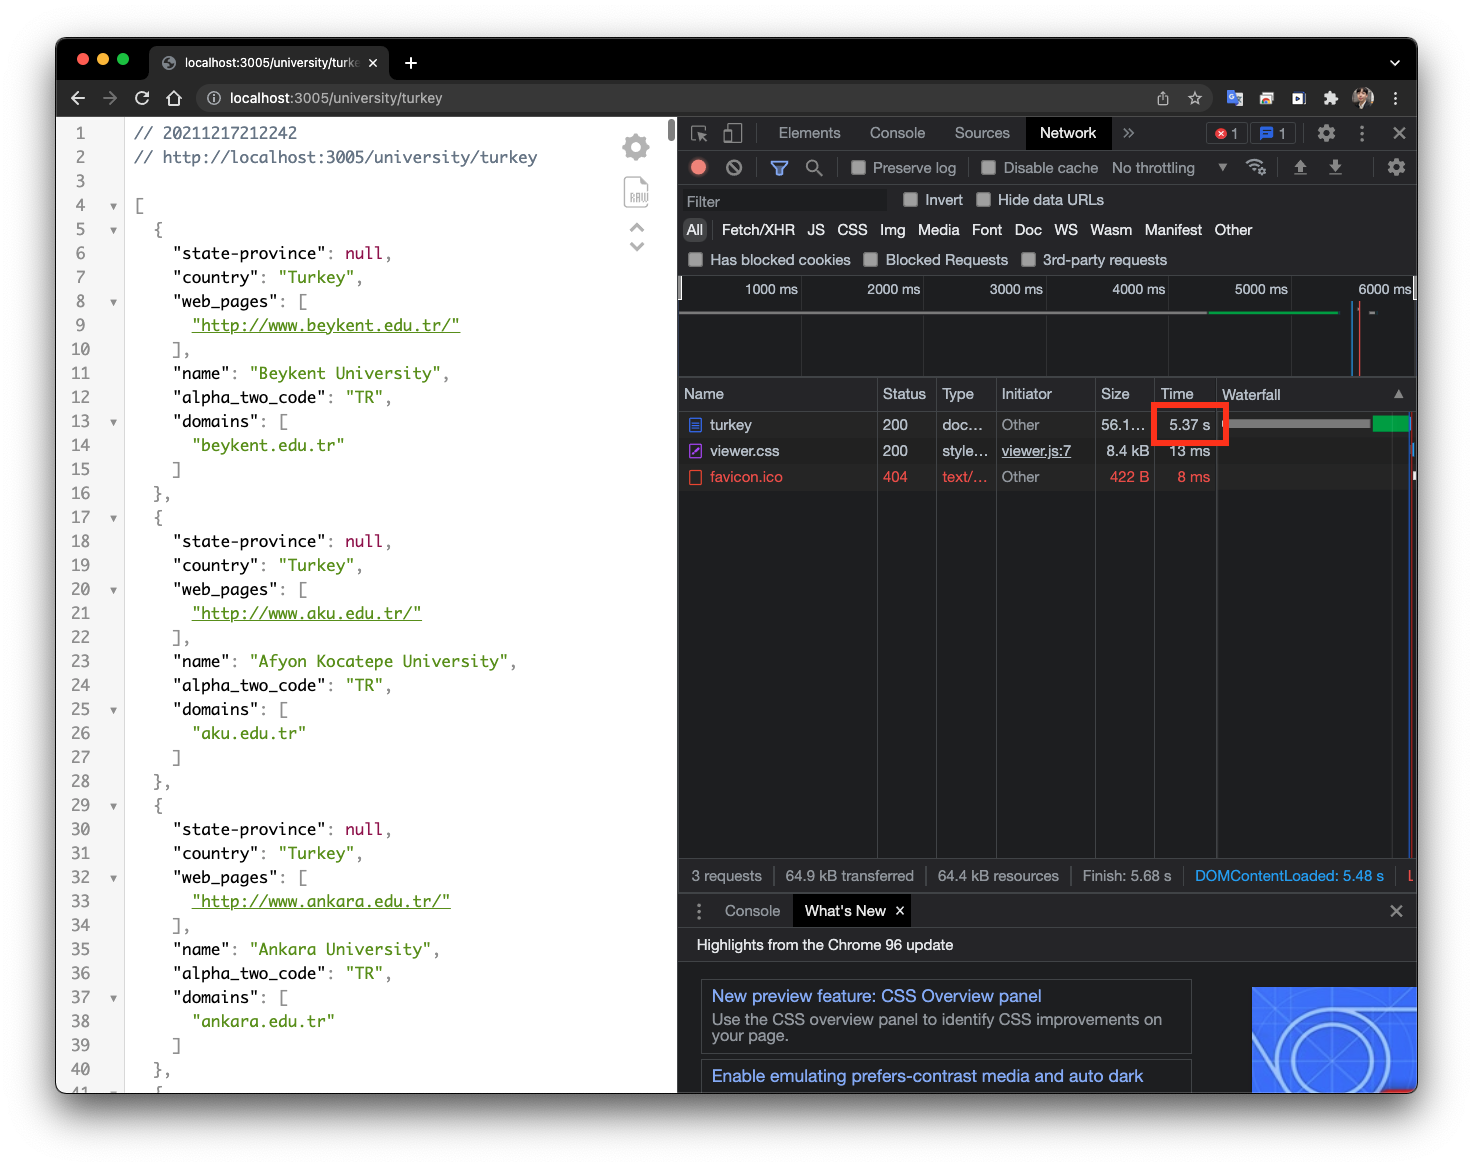 localhost:3005/university/turke
localhost:3005/university/turkey
1 // 20211217212242
2 // http://localhost:3005/university/turkey
3
4 [
5 {
6 "state-province": null,
7 "country": "Turkey",
8 "web_pages": [
9 "http://www.beykent.edu.tr/"
10 ],
11 "name": "Beykent University",
12 "alpha_two_code": "TR",
13 "domains": [
14 "beykent.edu.tr"
15 ]
16 },
17 {
18 "state-province": null,
19 "country": "Turkey",
20 "web_pages": [
21 "http://www.aku.edu.tr/"
22 ],
23 "name": "Afyon Kocatepe University",
24 "alpha_two_code": "TR",
25 "domains": [
26 "aku.edu.tr"
27 ]
28 },
29 {
30 "state-province": null,
31 "country": "Turkey",
32 "web_pages": [
33 "http://www.ankara.edu.tr/"
34 ],
35 "name": "Ankara University",
36 "alpha_two_code": "TR",
37 "domains": [
38 "ankara.edu.tr"
39 ]
40 },
41 {
RAW
Elements Console Sources Network » 1 1
Preserve log Disable cache No throttling
Filter Invert Hide data URLs
All Fetch/XHR JS CSS Img Media Font Doc WS Wasm Manifest Other
Has blocked cookies Blocked Requests 3rd-party requests
1000 ms 2000 ms 3000 ms 4000 ms 5000 ms 6000 ms
Name Status Type Initiator Size Time Waterfall
turkey 200 doc... Other 56.1... 5.37 s
viewer.css 200 style... viewer.js:7 8.4 kB 13 ms
favicon.ico 404 text/... Other 422 B 8 ms
3 requests 64.9 kB transferred 64.4 kB resources Finish: 5.68 s DOMContentLoaded: 5.48 s L
Console What's New
Highlights from the Chrome 96 update
New preview feature: CSS Overview panel
Use the CSS overview panel to identify CSS improvements on
your page.
Enable emulating prefers-contrast media and auto dark